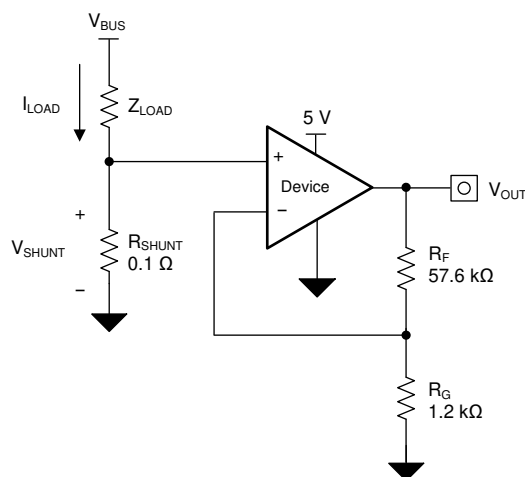 V_BUS
I_LOAD
Z_LOAD
5 V
+
Device
−
V_OUT
+
V_SHUNT
−
R_SHUNT
0.1 Ω
R_F
57.6 kΩ
R_G
1.2 kΩ